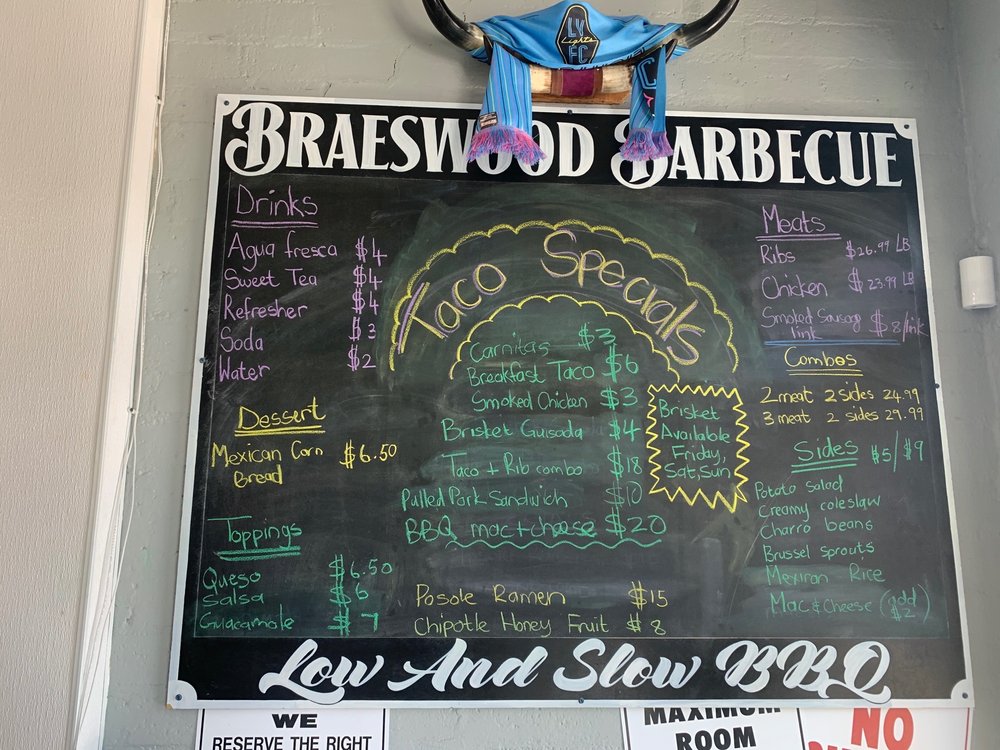 LV
Lights
FC
BRAESWOOD BARBECUE
Drinks
Agua fresca $4
Sweet Tea $4
Refresher $4
Soda $3
Water $2
Dessert
Mexican Corn Bread $6.50
Toppings
Queso $6.50
Salsa $6
Guacamole $7
Taco Specials
Carnitas $3
Breakfast Taco $6
Smoked Chicken $3
Brisket Guisada $4
Taco + Rib combo $18
Pulled Pork Sandwich $10
BBQ mac + cheese $20
Posole Ramen $15
Chipotle Honey Fruit $8
Brisket
Available
Friday,
Sat, Sun
Meats
Ribs $26.99 LB
Chicken $23.99 LB
Smoked Sausage
link $8/link
Combos
2 meat 2 sides 24.99
3 meat 2 sides 29.99
Sides $5/$9
Potato Salad
Creamy coleslaw
Charro beans
Brussel sprouts
Mexican Rice
Mac & Cheese (add $2)
Low And Slow BBQ
WE
RESERVE THE RIGHT
MAXIMUM
ROOM
NO